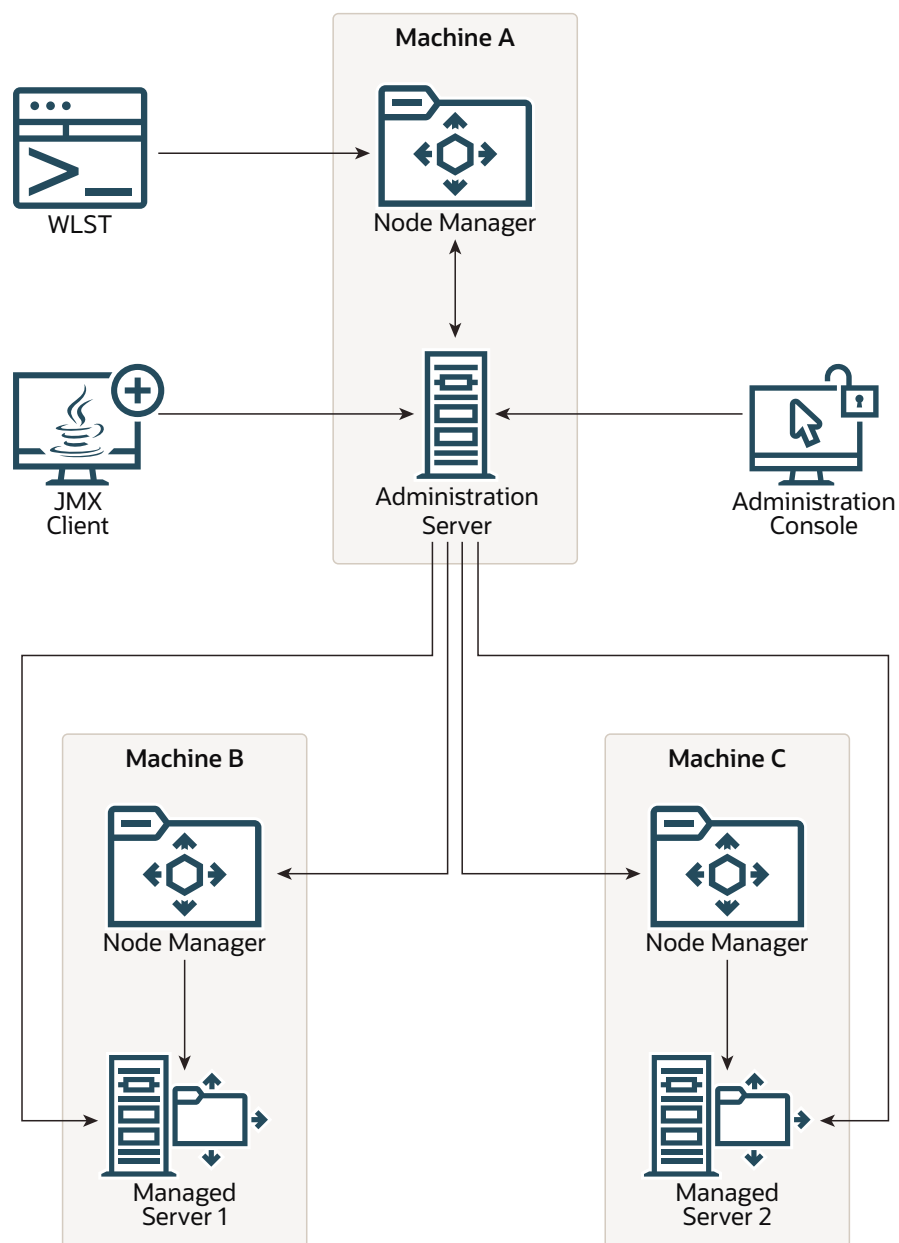 Machine A
WLST
Node Manager
JMX
Client
Administration
Server
Administration
Console
Machine B
Machine C
Node Manager
Node Manager
Managed
Server 1
Managed
Server 2